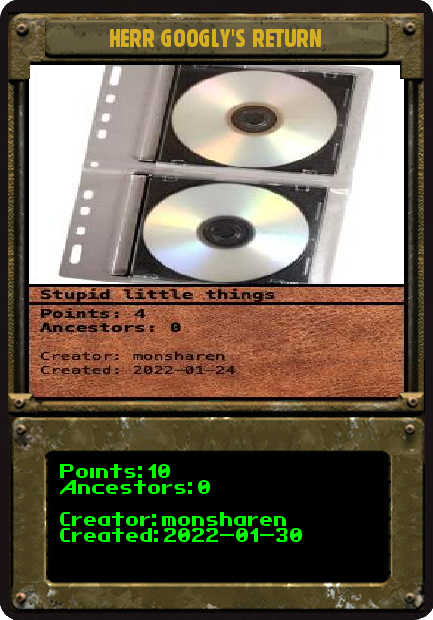 HERR GOOGLY'S RETURN
Stupid little things
Points: 4
Ancestors: 0
Creator: monsharen
Created: 2022-01-24
Points:10
Ancestors:0
Creator:monsharen
Created:2022-01-30